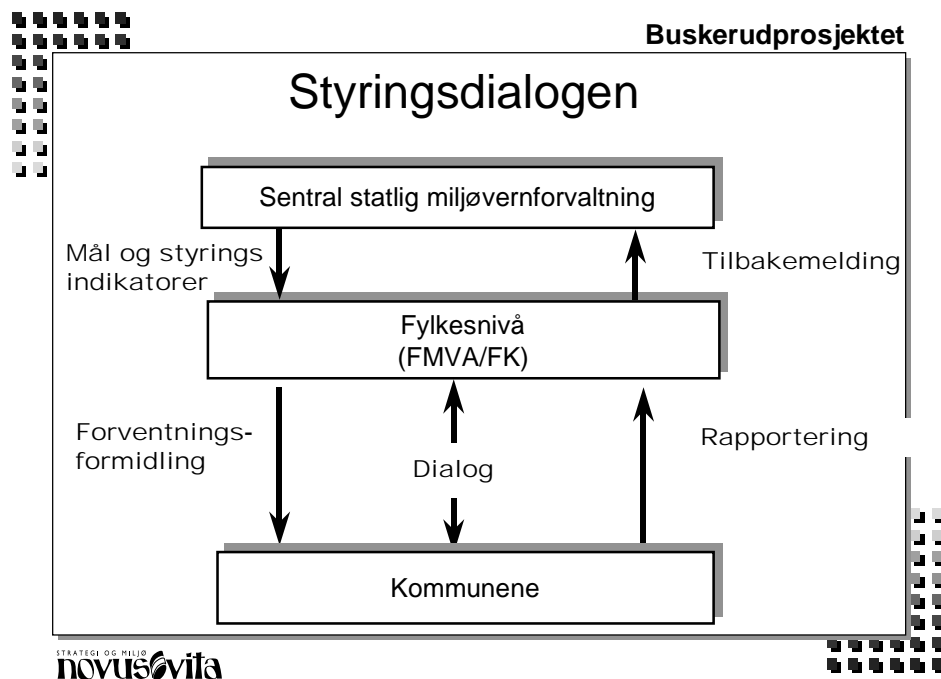 Buskerudprosjektet
Styringsdialogen
Sentral statlig miljøvernforvaltning
Mål og styrings
indikatorer
Tilbakemelding
Fylkesnivå
(FMVA/FK)
Forventnings-
formidling
Dialog
Rapportering
Kommunene
STRATEGI OG MILJØ
novus vita